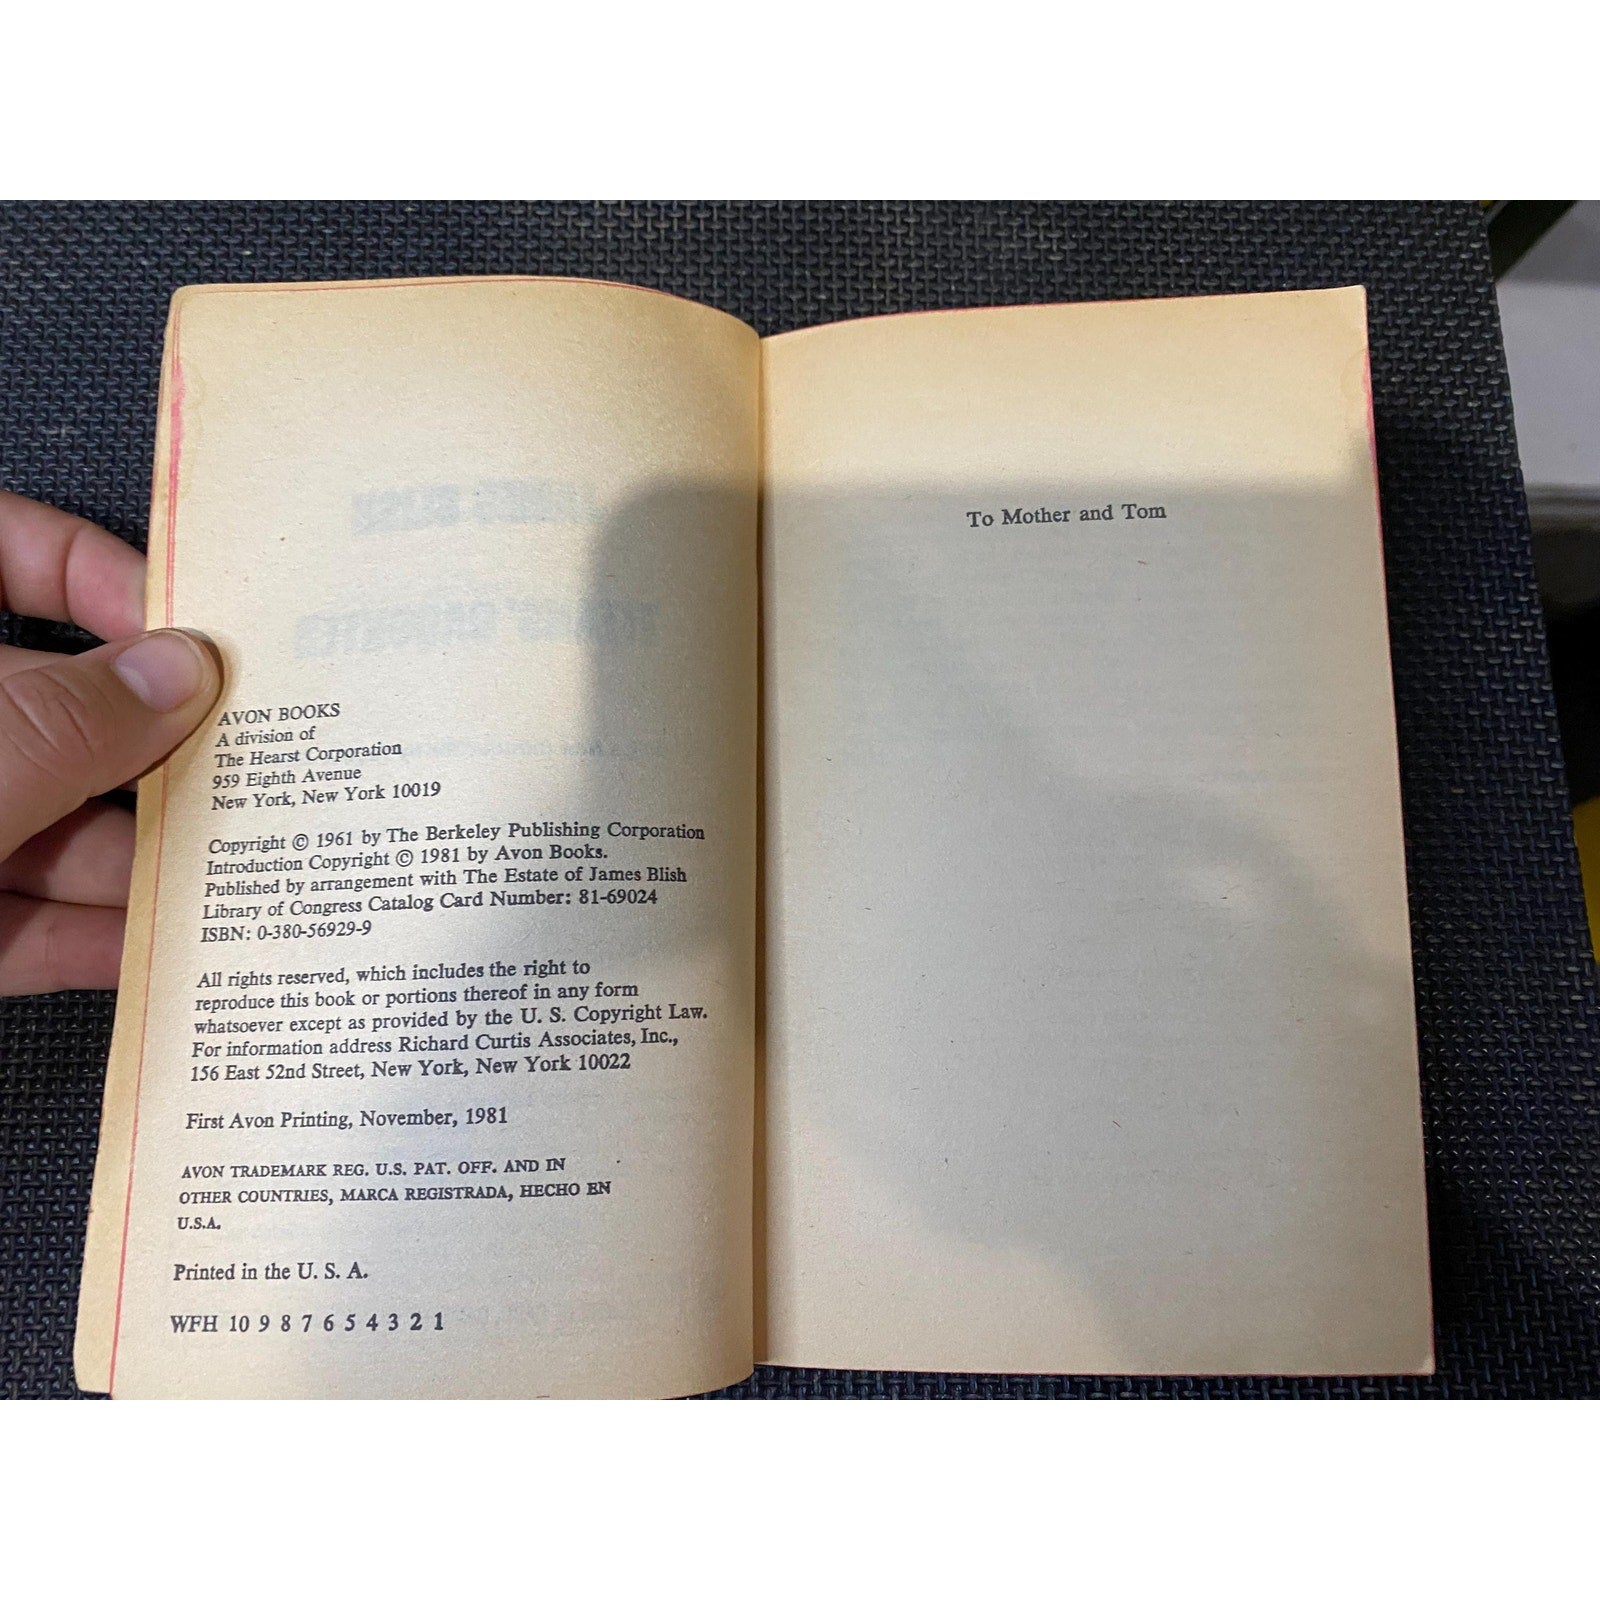 AVON BOOKS
A division of
The Hearst Corporation
959 Eighth Avenue
New York, New York 10019
Copyright © 1961 by The Berkeley Publishing Corporation
Introduction Copyright © 1981 by Avon Books.
Published by arrangement with The Estate of James Blish
Library of Congress Catalog Card Number: 81-69024
ISBN: 0-380-56929-9
All rights reserved, which includes the right to
reproduce this book or portions thereof in any form
whatsoever except as provided by the U. S. Copyright Law.
For information address Richard Curtis Associates, Inc.,
156 East 52nd Street, New York, New York 10022
First Avon Printing, November, 1981
AVON TRADEMARK REG. U.S. PAT. OFF. AND IN
OTHER COUNTRIES, MARCA REGISTRADA, HECHO EN
U.S.A.
Printed in the U. S. A.
WFH 10 9 8 7 6 5 4 3 2 1
To Mother and Tom